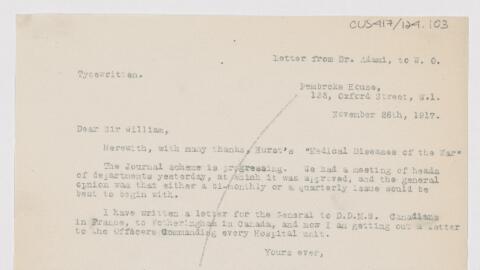 CUS417/124.103
Letter from Dr. Adami, to W. O.
Typewritten.
Pembroke House,
133, Oxford Street, W.1.
November 26th, 1917.
Dear Sir William,
Herewith, with many thanks, Hurst's "Medical Diseases of the War"
The Journal scheme is progressing. We had a meeting of heads
of departments yesterday, at which it was approved, and the general
opnion was that either a bi-monthly or a quarterly issue would be
best to begin with.
I have written a letter for the General to D.D.M.S. Canadians
in France, to Fotheringham in Canada, and now I am getting out a letter
to the Officers Commanding every Hospital unit.
Yours ever,